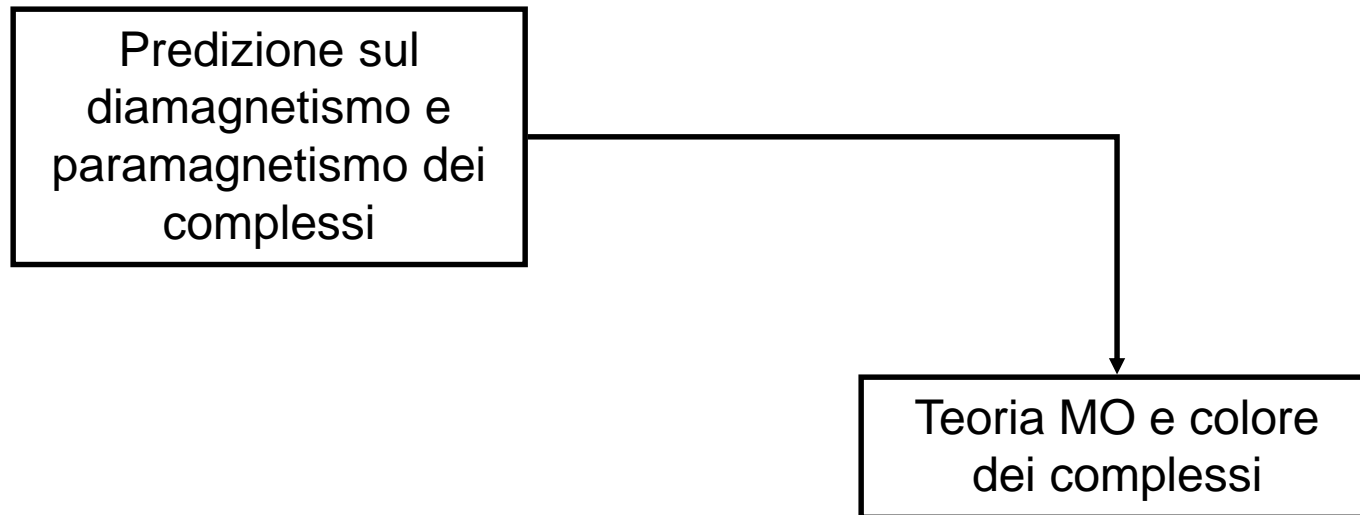 Predizione sul
diamagnetismo e
paramagnetismo dei
complessi
Teoria MO e colore
dei complessi